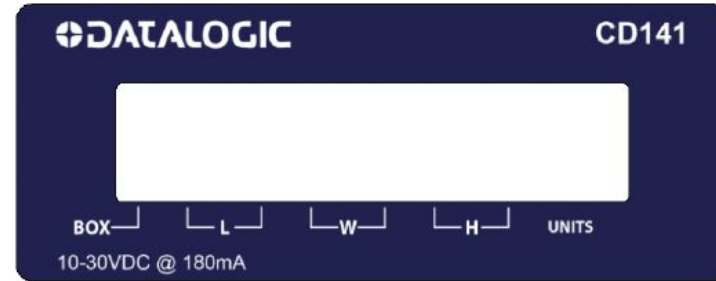 DATALOGIC CD141
BOX L W H UNITS
10-30VDC @ 180mA